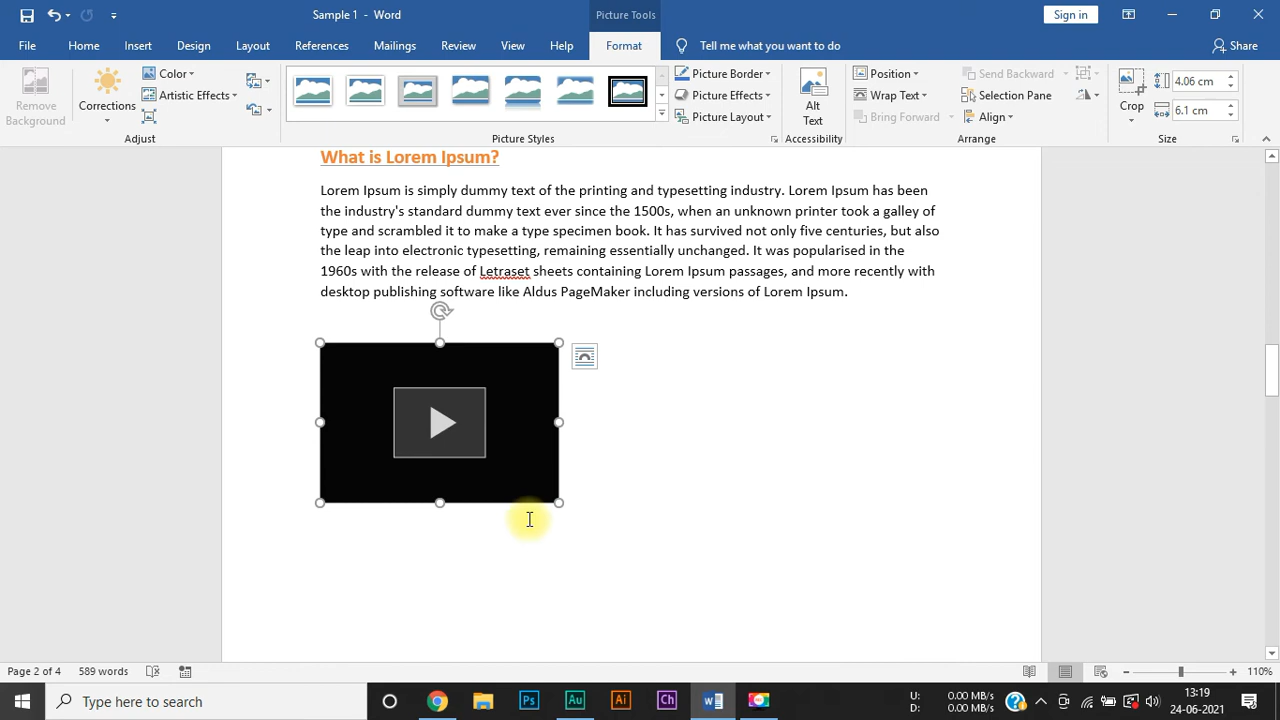 Sample 1 - Word
Picture Tools
Sign in
File
Home
Insert
Design
Layout
References
Mailings
Review
View
Help
Format
Tell me what you want to do
Share
Remove Background
Corrections
Color
Artistic Effects
Adjust
Picture Border
Picture Effects
Picture Layout
Picture Styles
Alt Text
Accessibility
Position
Wrap Text
Bring Forward
Send Backward
Selection Pane
Align
Arrange
Crop
4.06 cm
6.1 cm
Size
What is Lorem Ipsum?
Lorem Ipsum is simply dummy text of the printing and typesetting industry. Lorem Ipsum has been
the industry's standard dummy text ever since the 1500s, when an unknown printer took a galley of
type and scrambled it to make a type specimen book. It has survived not only five centuries, but also
the leap into electronic typesetting, remaining essentially unchanged. It was popularised in the
1960s with the release of Letraset sheets containing Lorem Ipsum passages, and more recently with
desktop publishing software like Aldus PageMaker including versions of Lorem Ipsum.
Page 2 of 4
589 words
110%
Type here to search
Ps
Au
Ai
Ch
U: 0.00 MB/s
D: 0.00 MB/s
13:19
24-06-2021